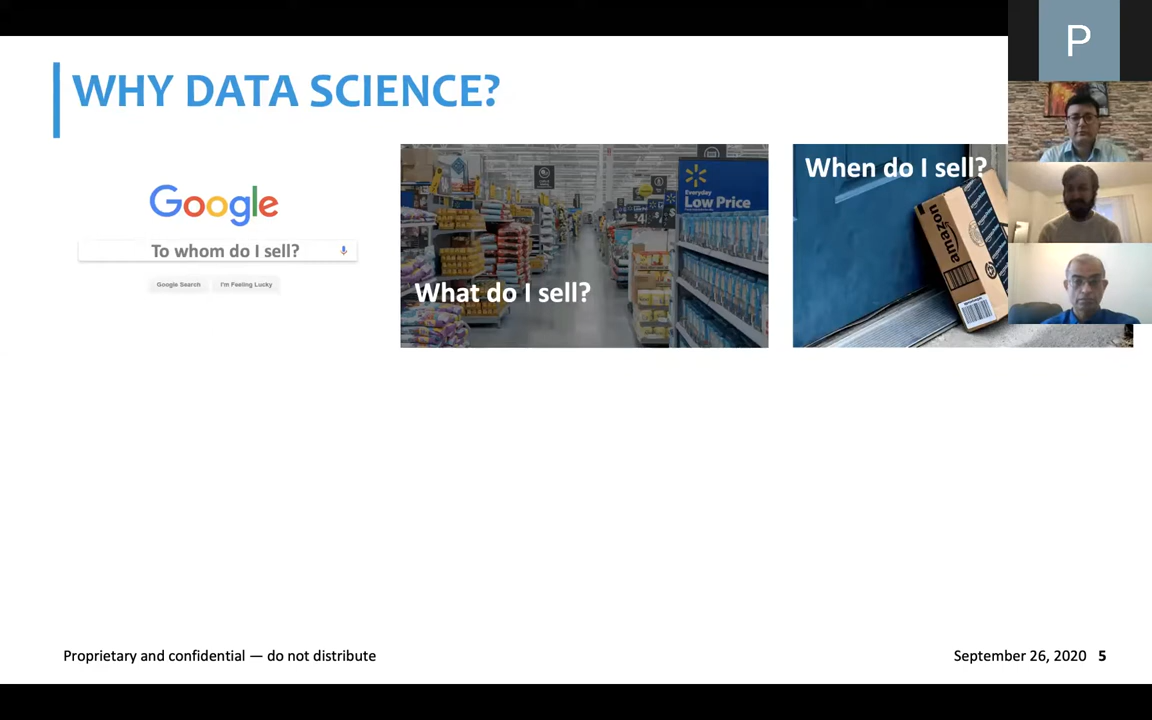 P
WHY DATA SCIENCE?
Google
To whom do I sell?
Google Search
I'm Feeling Lucky
Everyday
Low Price
What do I sell?
When do I sell?
amazon
Proprietary and confidential — do not distribute
September 26, 2020 5